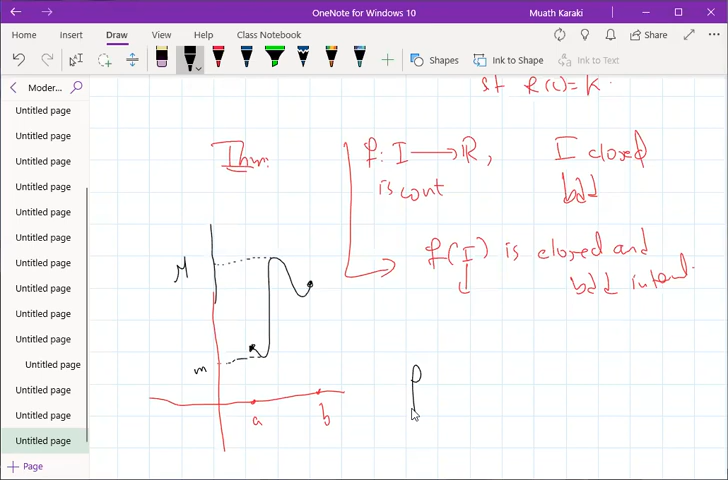 OneNote for Windows 10
Muath Karaki
Home Insert Draw View Help Class Notebook
Share
Shapes
Ink to Shape
Ink to Text
Moder...
Untitled page
Untitled page
Untitled page
Untitled page
Untitled page
Untitled page
Untitled page
Untitled page
Untitled page
Untitled page
Untitled page
Untitled page
Untitled page
Untitled page
Page
st R(c)=K.
Thm:
f: I → R, I closed
is cont bdd
f(I) is closed and
bdd interval.
M
m
a b
P